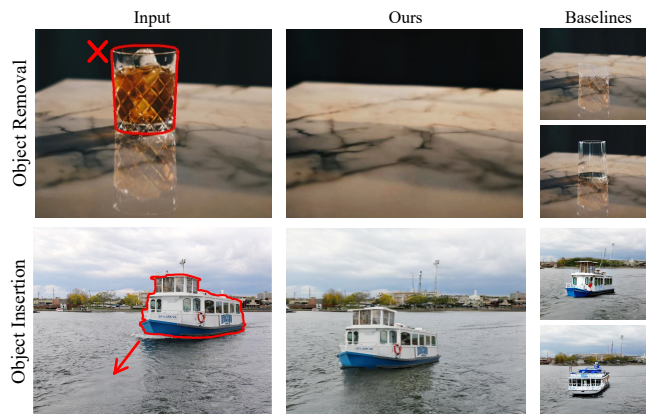 Input
Ours
Baselines
Object Removal
Object Insertion